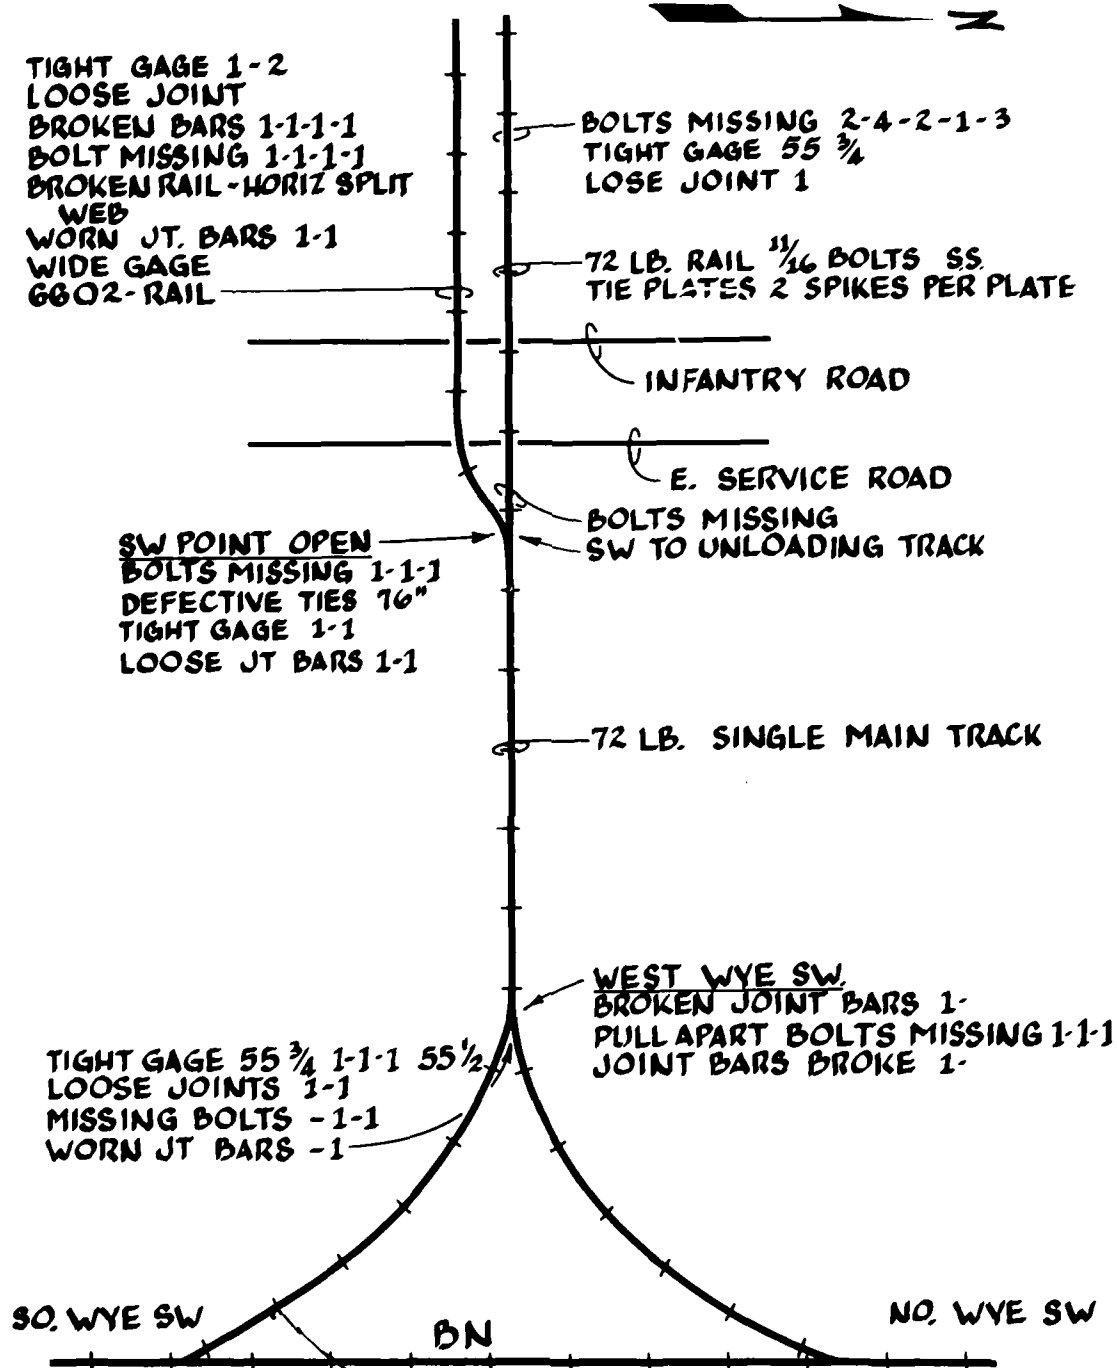 N
TIGHT GAGE 1-2
LOOSE JOINT
BROKEN BARS 1-1-1-1
BOLT MISSING 1-1-1-1
BROKEN RAIL-HORIZ SPLIT
WEB
WORN JT. BARS 1-1
WIDE GAGE
6602-RAIL
BOLTS MISSING 2-4-2-1-3
TIGHT GAGE 55 3/4
LOSE JOINT 1
72 LB. RAIL 11/16 BOLTS S.S.
TIE PLATES 2 SPIKES PER PLATE
INFANTRY ROAD
E. SERVICE ROAD
BOLTS MISSING
SW TO UNLOADING TRACK
SW POINT OPEN
BOLTS MISSING 1-1-1
DEFECTIVE TIES 76"
TIGHT GAGE 1-1
LOOSE JT BARS 1-1
72 LB. SINGLE MAIN TRACK
WEST WYE SW.
BROKEN JOINT BARS 1-
PULL APART BOLTS MISSING 1-1-1
JOINT BARS BROKE 1-
TIGHT GAGE 55 3/4 1-1-1 55 1/2
LOOSE JOINTS 1-1
MISSING BOLTS -1-1
WORN JT BARS -1
SO. WYE SW
BN
NO. WYE SW